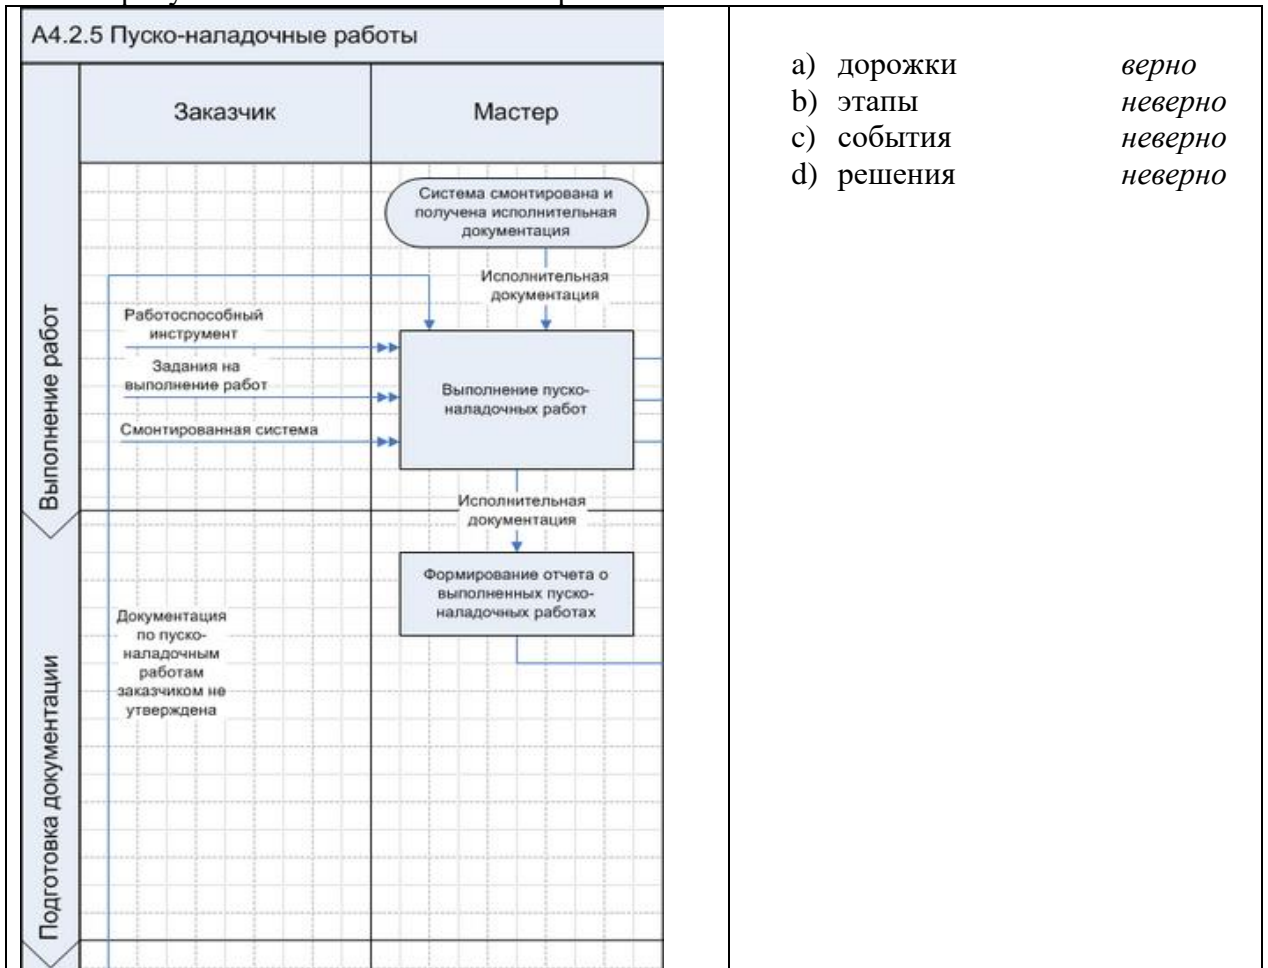 А4.2.5 Пуско-наладочные работы
Заказчик
Мастер
Система смонтирована и
получена исполнительная
документация
Исполнительная
документация
Работоспособный
инструмент
Задания на
выполнение работ
Смонтированная система
Выполнение пуско-
наладочных работ
Выполнение работ
Исполнительная
документация
Формирование отчета о
выполненных пуско-
наладочных работах
Документация
по пуско-
наладочным
работам
заказчиком не
утверждена
Подготовка документации
a) дорожки верно
b) этапы неверно
c) события неверно
d) решения неверно